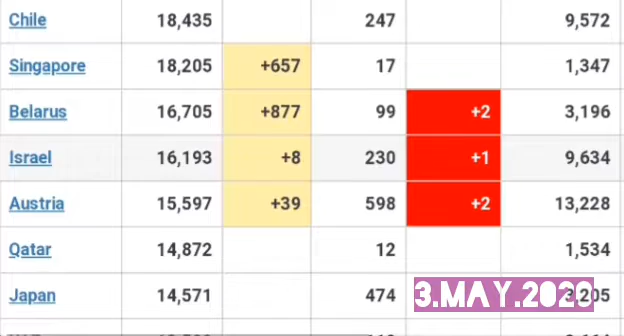 Chile 18,435 247 9,572
Singapore 18,205 +657 17 1,347
Belarus 16,705 +877 99 +2 3,196
Israel 16,193 +8 230 +1 9,634
Austria 15,597 +39 598 +2 13,228
Qatar 14,872 12 1,534
Japan 14,571 474 3,205
3.MAY.2020